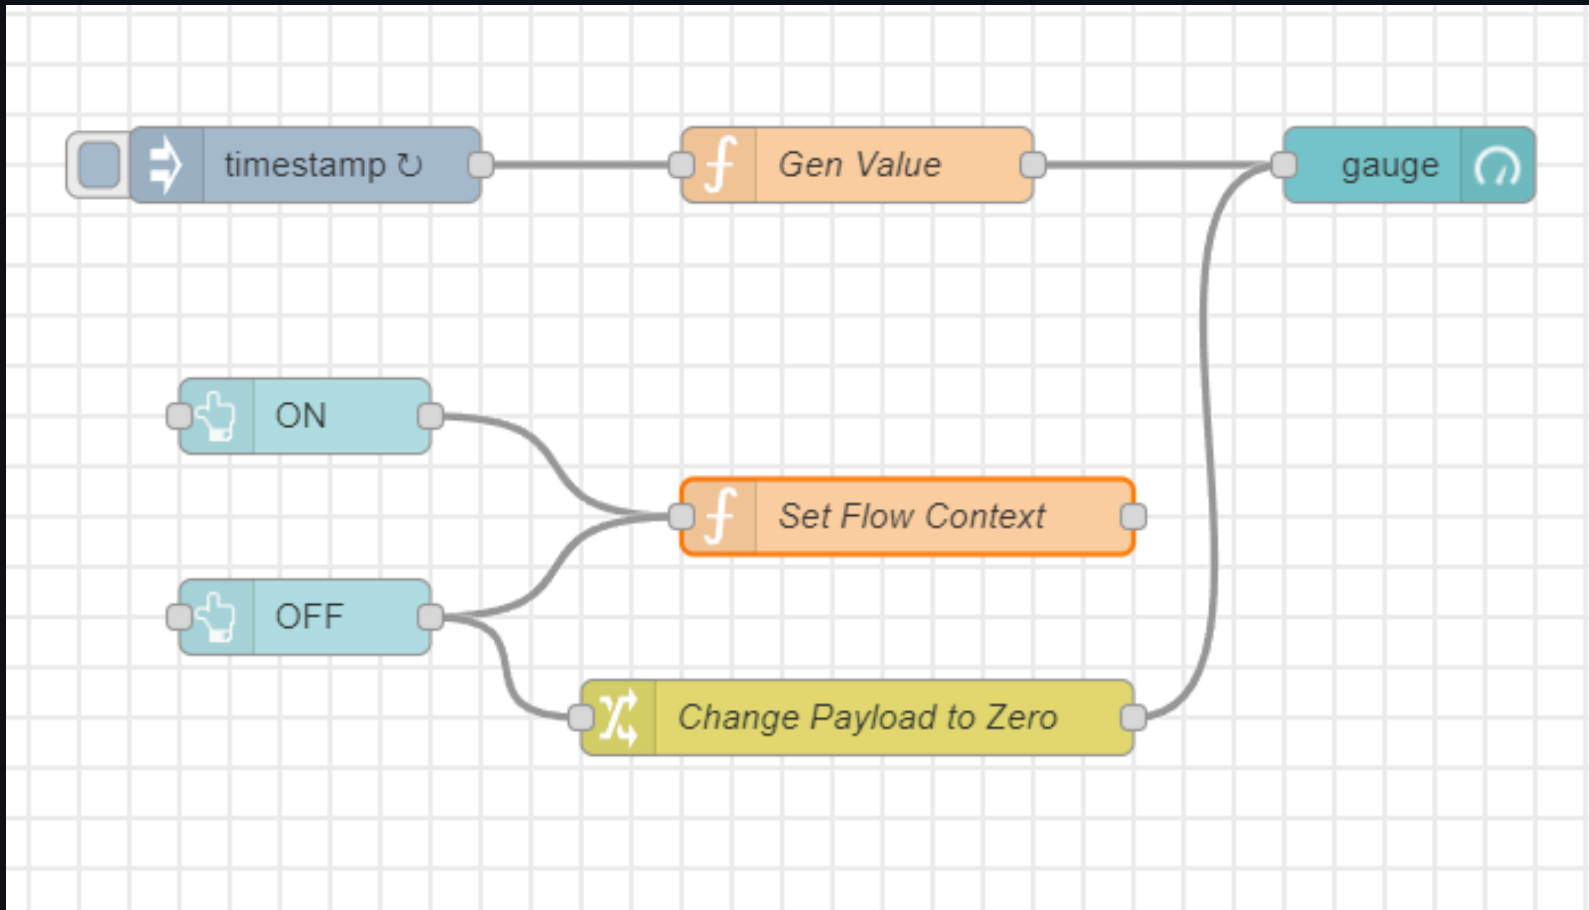 timestamp ↻
Gen Value
gauge
ON
Set Flow Context
OFF
Change Payload to Zero